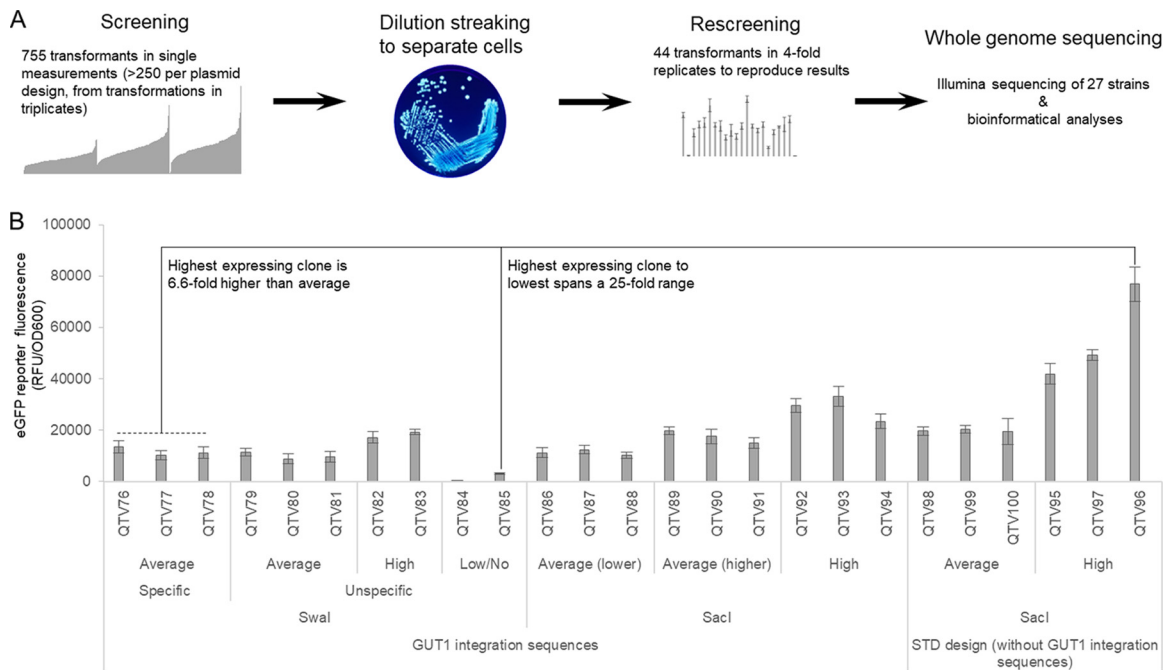 A
Screening
755 transformants in single
measurements (>250 per plasmid
design, from transformations in
triplicates)
Dilution streaking
to separate cells
Rescreening
44 transformants in 4-fold
replicates to reproduce results
Whole genome sequencing
Illumina sequencing of 27 strains
&
bioinformatical analyses
B
eGFP reporter fluorescence
(RFU/OD600)
100000
80000
60000
40000
20000
0
Highest expressing clone is
6.6-fold higher than average
Highest expressing clone to
lowest spans a 25-fold range
QTV76
QTV77
QTV78
QTV79
QTV80
QTV81
QTV82
QTV83
QTV84
QTV85
QTV86
QTV87
QTV88
QTV89
QTV90
QTV91
QTV92
QTV93
QTV94
QTV98
QTV99
QTV100
QTV95
QTV97
QTV96
Average
Average
High
Low/No
Average (lower)
Average (higher)
High
Average
High
Specific
Unspecific
SwaI
SacI
SacI
GUT1 integration sequences
STD design (without GUT1 integration
sequences)